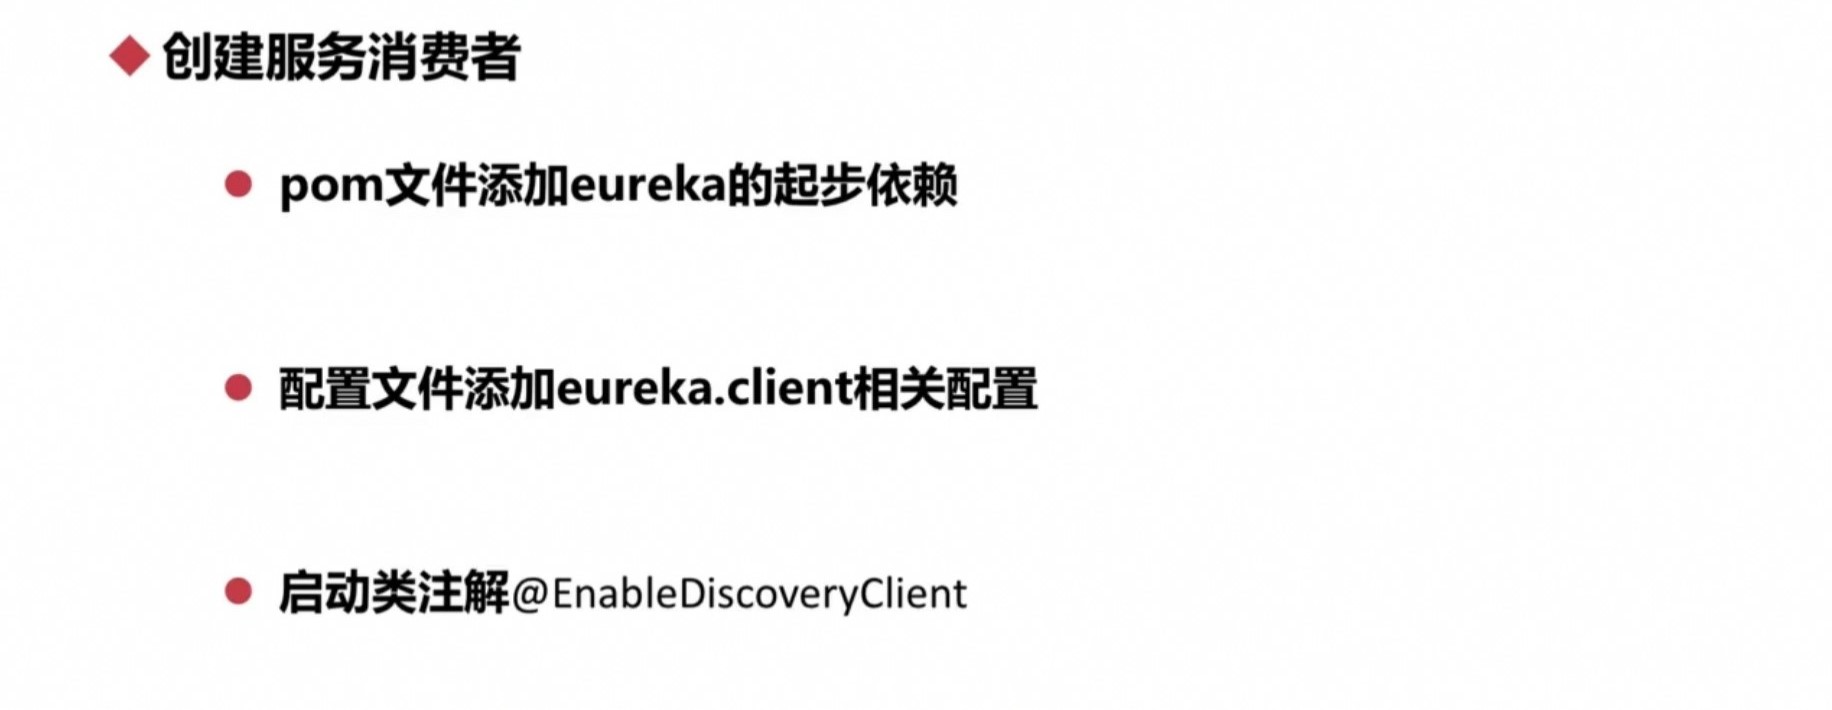 创建服务消费者
pom文件添加eureka的起步依赖
配置文件添加eureka.client相关配置
启动类注解@EnableDiscoveryClient